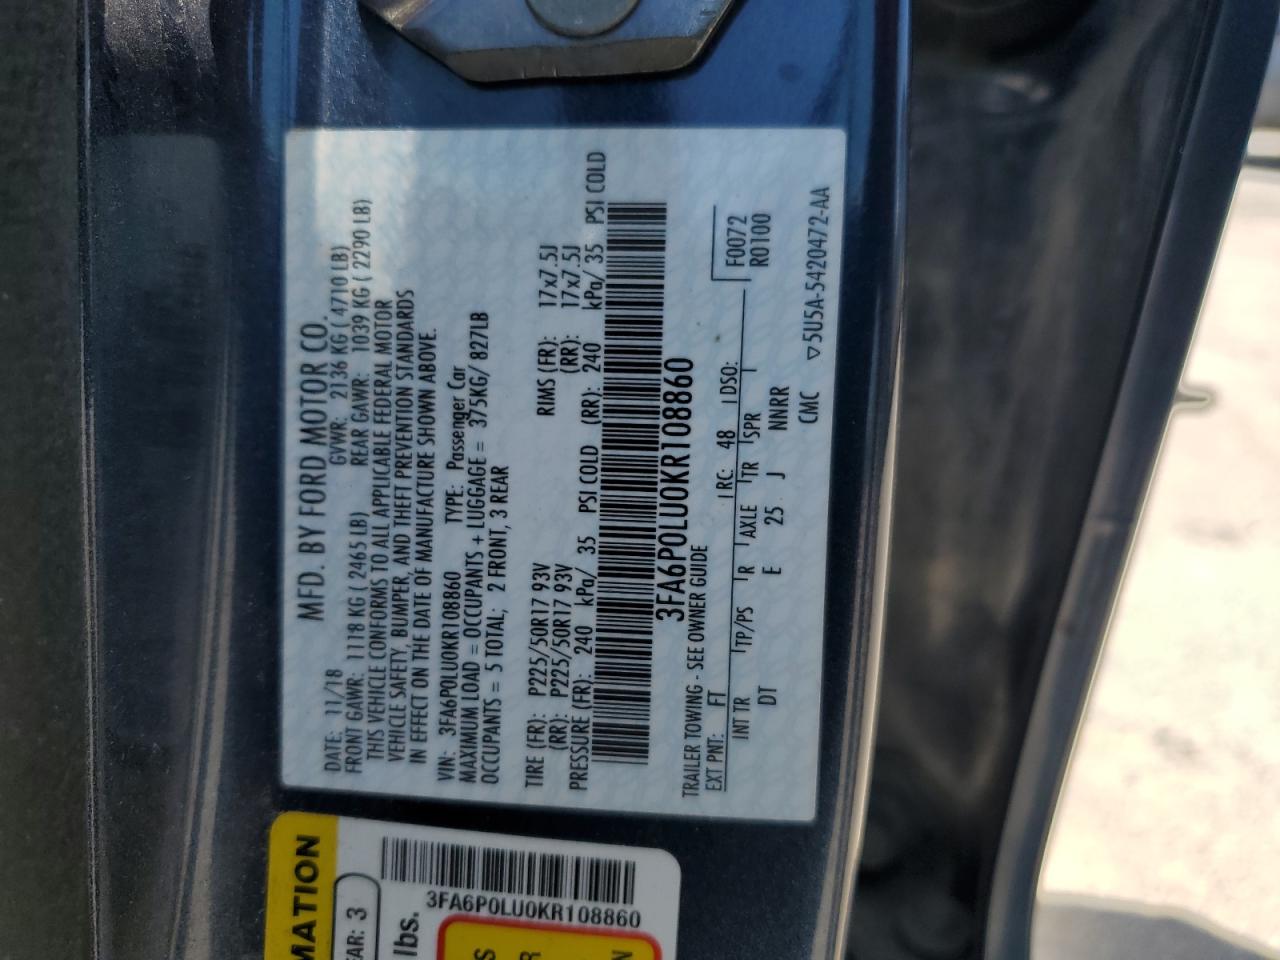 MFD. BY FORD MOTOR CO.
DATE: 11/18 GVWR: 2136 KG ( 4710 LB)
FRONT GAWR: 1118 KG ( 2465 LB) REAR GAWR: 1039 KG ( 2290 LB)
THIS VEHICLE CONFORMS TO ALL APPLICABLE FEDERAL MOTOR
VEHICLE SAFETY, BUMPER, AND THEFT PREVENTION STANDARDS
IN EFFECT ON THE DATE OF MANUFACTURE SHOWN ABOVE.
VIN: 3FA6P0LU0KR108860 TYPE: Passenger Car
MAXIMUM LOAD = OCCUPANTS + LUGGAGE = 375KG/ 827LB
OCCUPANTS = 5 TOTAL; 2 FRONT, 3 REAR
TIRE (FR): P225/50R17 93V RIMS (FR): 17x7.5J
(RR): P225/50R17 93V (RR): 17x7.5J
PRESSURE (FR): 240 kPa/ 35 PSI COLD (RR): 240 kPa/ 35 PSI COLD
3FA6P0LU0KR108860
TRAILER TOWING - SEE OWNER GUIDE
EXT PNT: FT RC: 48 DSO: F0072
R0100
INT TR TP/PS R AXLE TR SPR
DT E 25 J NNRR
CMC ▽5U5A-5420472-AA
MATION
EAR: 3
lbs.
3FA6P0LU0KR108860
S
R
N